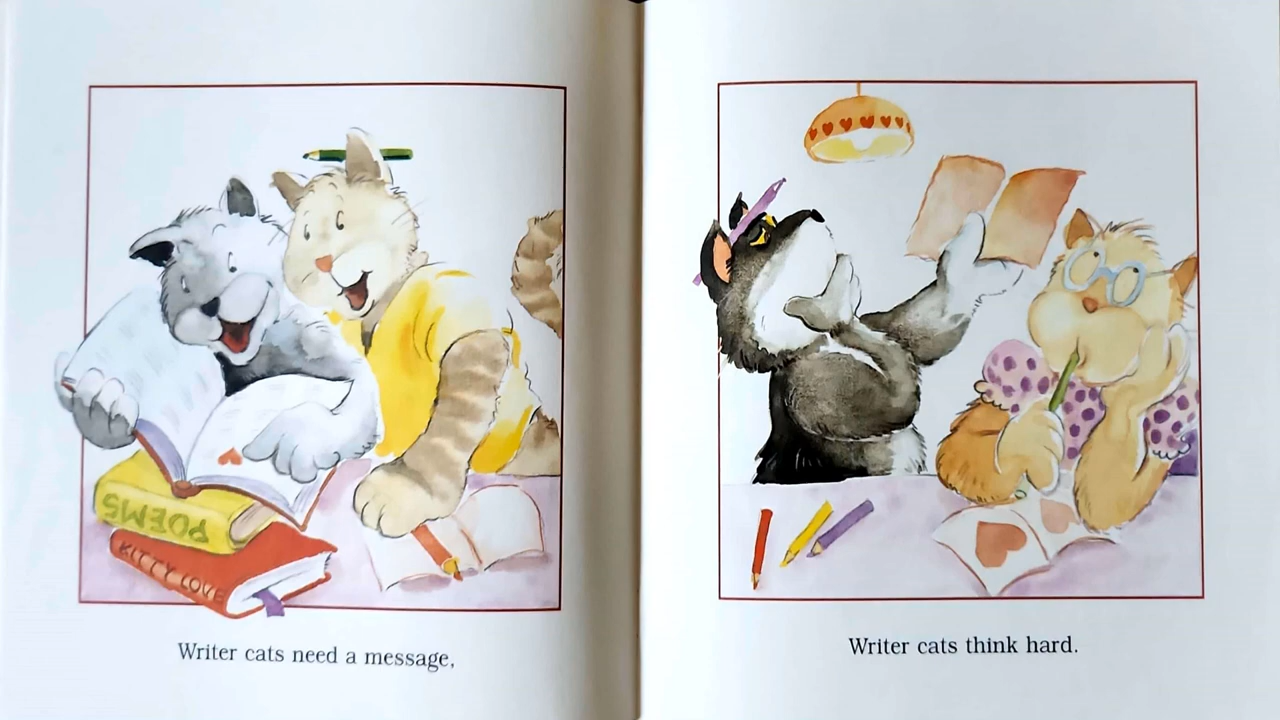 POEMS
KITTY LOVE
Writer cats need a message,
Writer cats think hard.